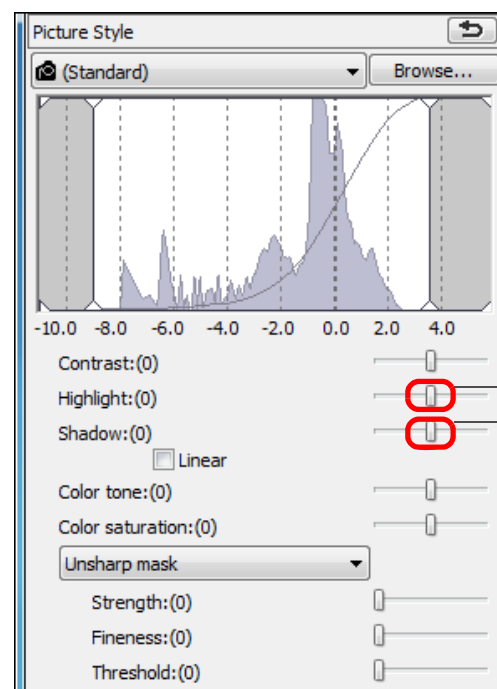 Picture Style
(Standard) Browse...
-10.0 -8.0 -6.0 -4.0 -2.0 0.0 2.0 4.0
Contrast:(0)
Highlight:(0)
Shadow:(0)
Linear
Color tone:(0)
Color saturation:(0)
Unsharp mask
Strength:(0)
Fineness:(0)
Threshold:(0)